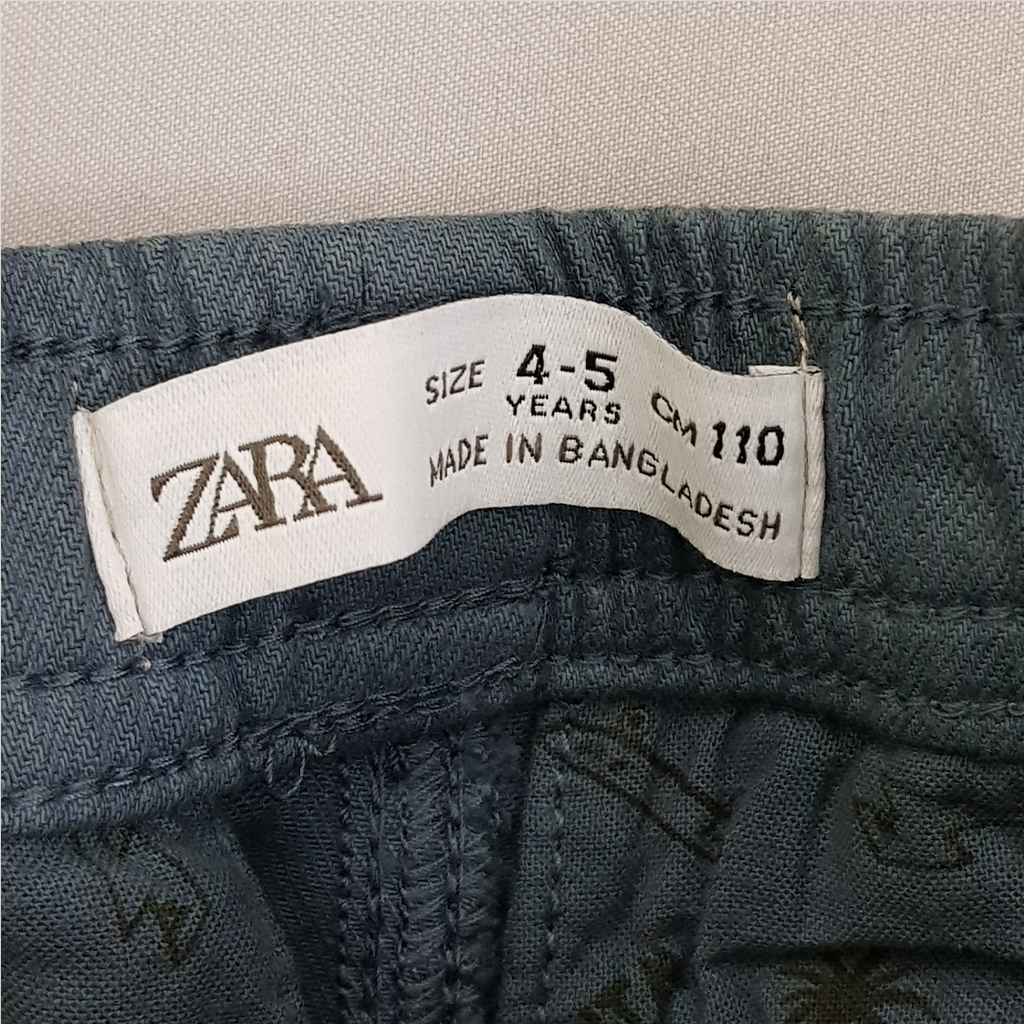 ZARA
SIZE 4-5 CM 110
YEARS
MADE IN BANGLADESH